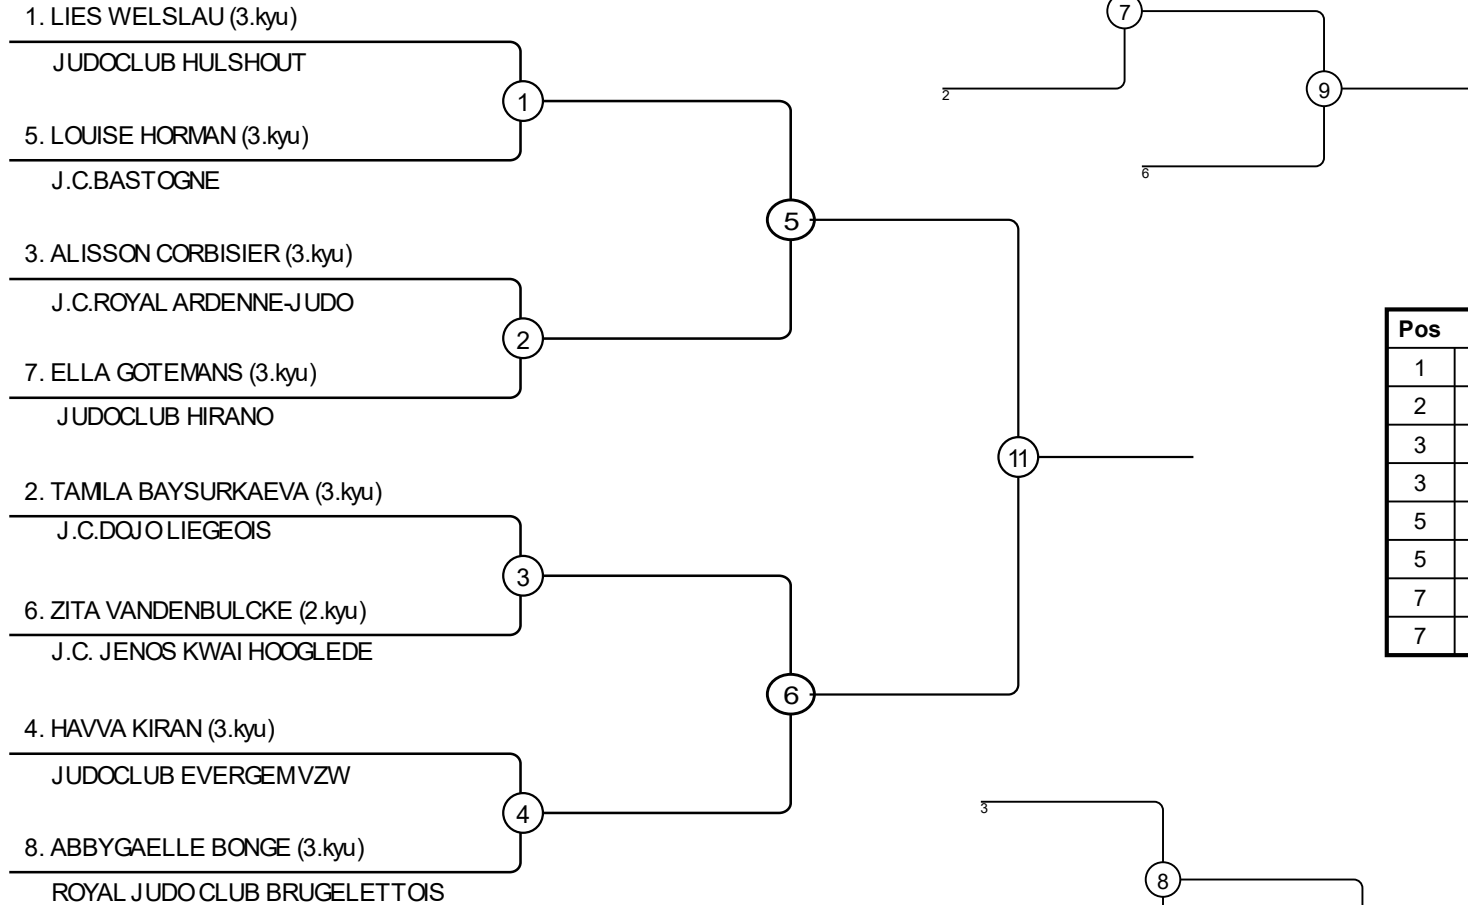 1. LIES WELSLAU (3.kyu)
JUDOCLUB HULSHOUT
1
5. LOUISE HORMAN (3.kyu)
J.C.BASTOGNE
5
3. ALISSON CORBISIER (3.kyu)
J.C.ROYAL ARDENNE-JUDO
2
7. ELLA GOTEMANS (3.kyu)
JUDOCLUB HIRANO
11
2. TAMILA BAYSURKAEVA (3.kyu)
J.C.DOJO LIEGEOIS
3
6. ZITA VANDENBULCKE (2.kyu)
J.C. JENOS KWAI HOOGLEDE
6
4. HAVVA KIRAN (3.kyu)
JUDOCLUB EVERGEM VZW
4
8. ABBYGAELLE BONGE (3.kyu)
ROYAL JUDO CLUB BRUGELETTOIS
7
2
9
6
Pos
1
2
3
3
5
5
7
7
3
8